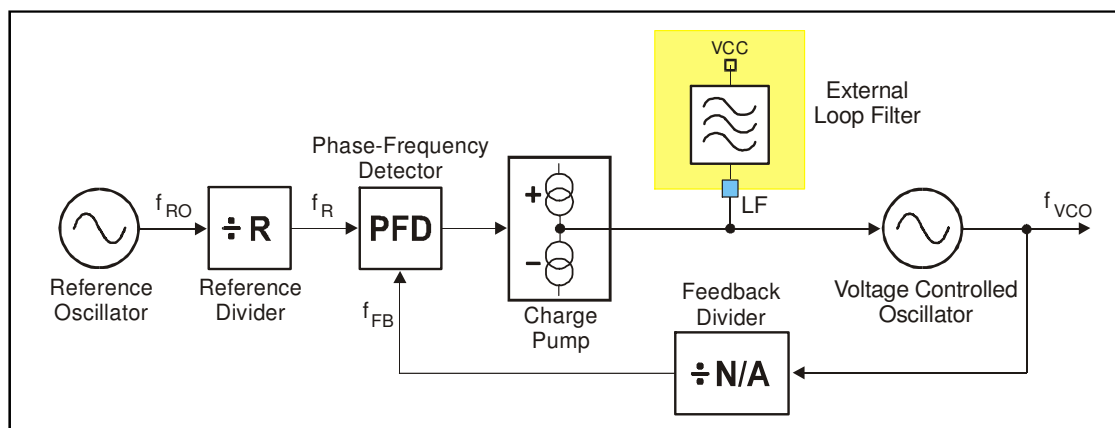 VCC
External
Loop Filter
Phase-Frequency
Detector
f RO
f R
LF
f VCO
÷ R
PFD
+
−
Reference
Oscillator
Reference
Divider
f FB
Charge
Pump
Feedback
Divider
Voltage Controlled
Oscillator
÷ N/A